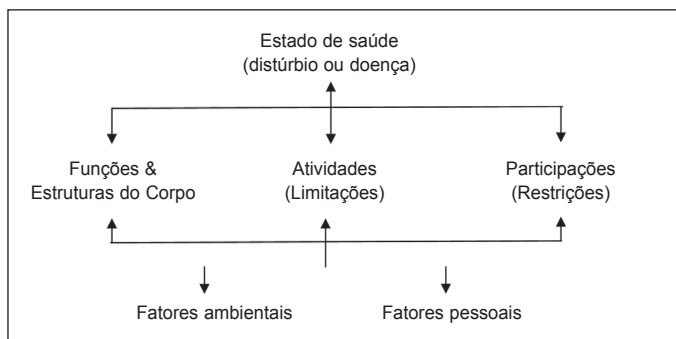 Estado de saúde
(distúrbio ou doença)
Funções &
Estruturas do Corpo
Atividades
(Limitações)
Participações
(Restrições)
Fatores ambientais
Fatores pessoais